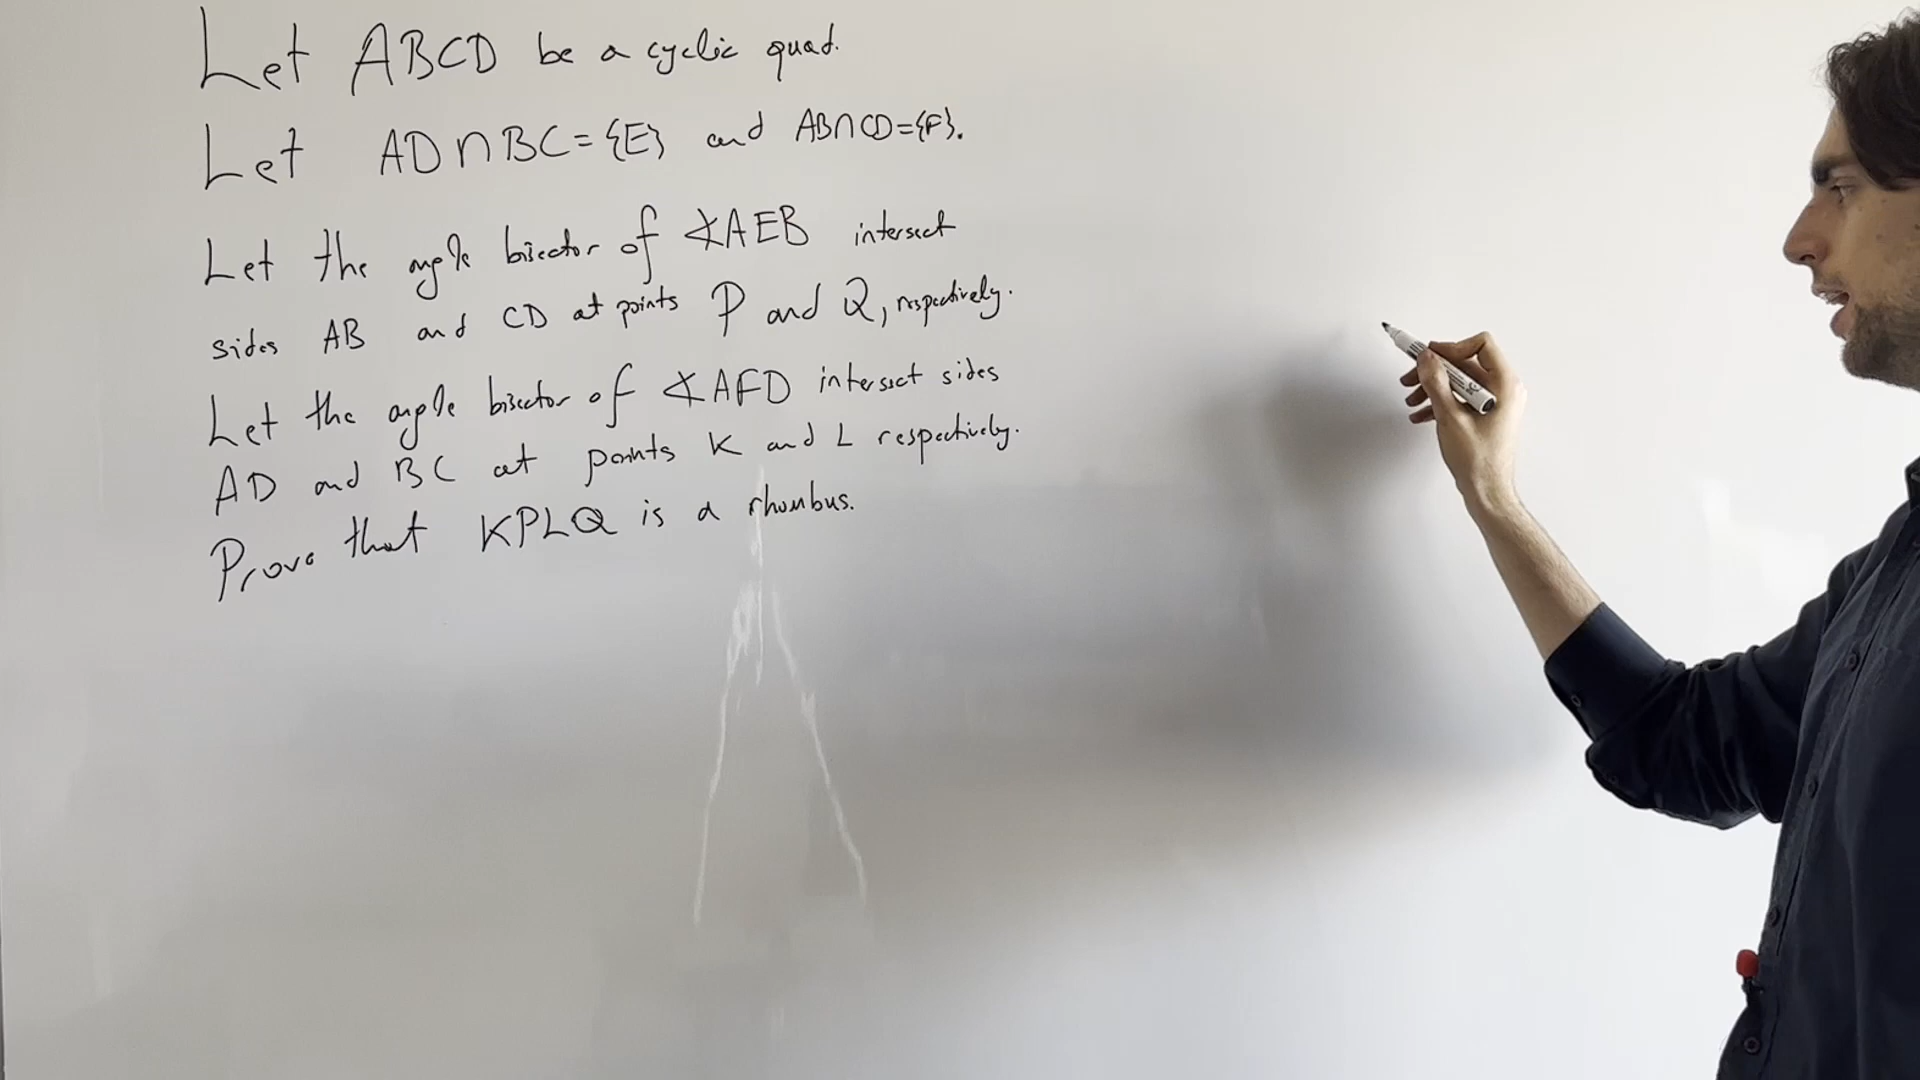 Let ABCD be a cyclic quad.
Let AD∩BC={E} and AB∩CD={F}.
Let the angle bisector of ∢AEB intersect
sides AB and CD at points P and Q, respectively.
Let the angle bisector of ∢AFD intersect sides
AD and BC at points K and L respectively.
Prove that KPLQ is a rhombus.